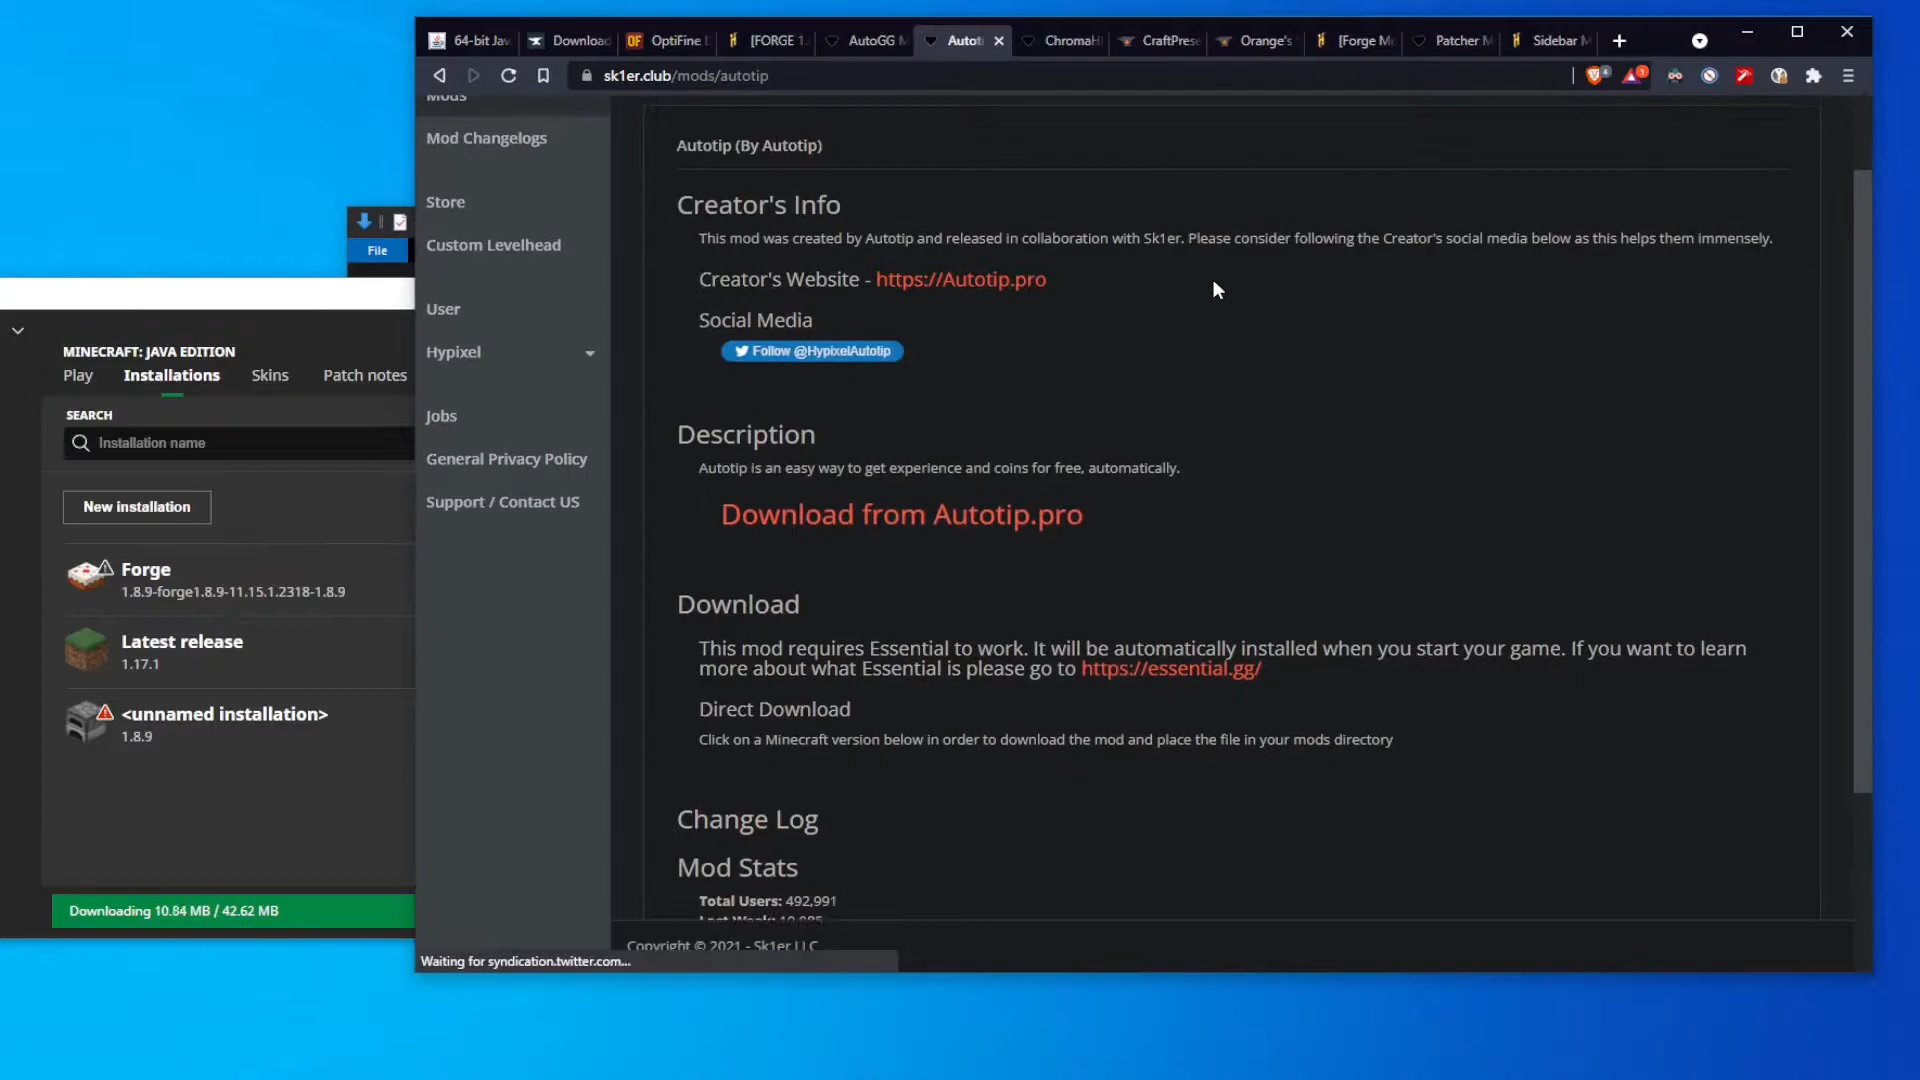 64-bit Jav
Download
OF OptiFine D
[FORGE 1.
AutoGG M
Autoti
ChromaH
CraftPrese
Orange's
[Forge Mo
Patcher M
Sidebar M
sk1er.club/mods/autotip
Mods
Mod Changelogs
Store
Custom Levelhead
User
Hypixel
Jobs
General Privacy Policy
Support / Contact US
Autotip (By Autotip)
Creator's Info
This mod was created by Autotip and released in collaboration with Sk1er. Please consider following the Creator's social media below as this helps them immensely.
Creator's Website - https://Autotip.pro
Social Media
Follow @HypixelAutotip
Description
Autotip is an easy way to get experience and coins for free, automatically.
Download from Autotip.pro
Download
This mod requires Essential to work. It will be automatically installed when you start your game. If you want to learn
more about what Essential is please go to https://essential.gg/
Direct Download
Click on a Minecraft version below in order to download the mod and place the file in your mods directory
Change Log
Mod Stats
Total Users: 492,991
Copyright © 2021 - Sk1er LLC
Waiting for syndication.twitter.com...
File
MINECRAFT: JAVA EDITION
Play
Installations
Skins
Patch notes
SEARCH
Installation name
New installation
Forge
1.8.9-forge1.8.9-11.15.1.2318-1.8.9
Latest release
1.17.1
<unnamed installation>
1.8.9
Downloading 10.84 MB / 42.62 MB